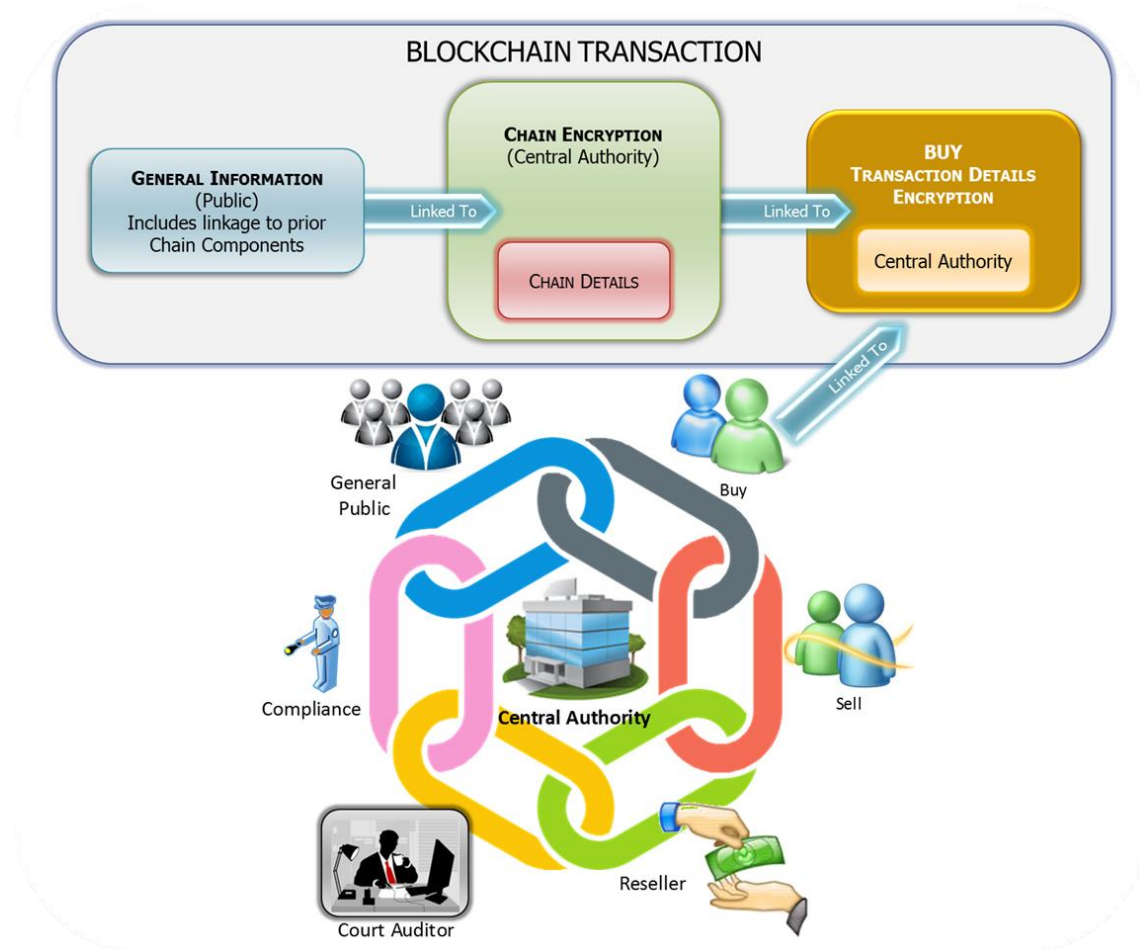 BLOCKCHAIN TRANSACTION
GENERAL INFORMATION
(Public)
Includes linkage to prior
Chain Components
Linked To
CHAIN ENCRYPTION
(Central Authority)
CHAIN DETAILS
Linked To
BUY
TRANSACTION DETAILS
ENCRYPTION
Central Authority
Linked To
General
Public
Buy
Compliance
Central Authority
Sell
Reseller
Court Auditor